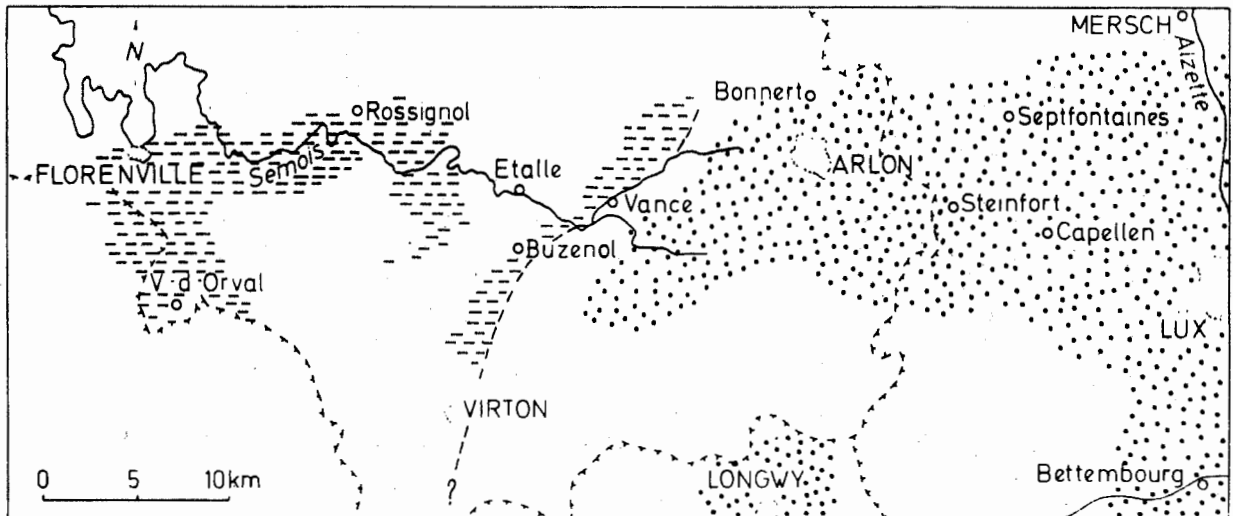 MERSCH
Alzette
N
Bonnert
Rossignol
Septfontaines
Semois
FLORENVILLE
ARLON
Etalle
Vance
Steinfort
Capellen
Buzenol
V.d.Orval
LUX
VIRTON
LONGWY
Bettembourg
0 5 10km
?